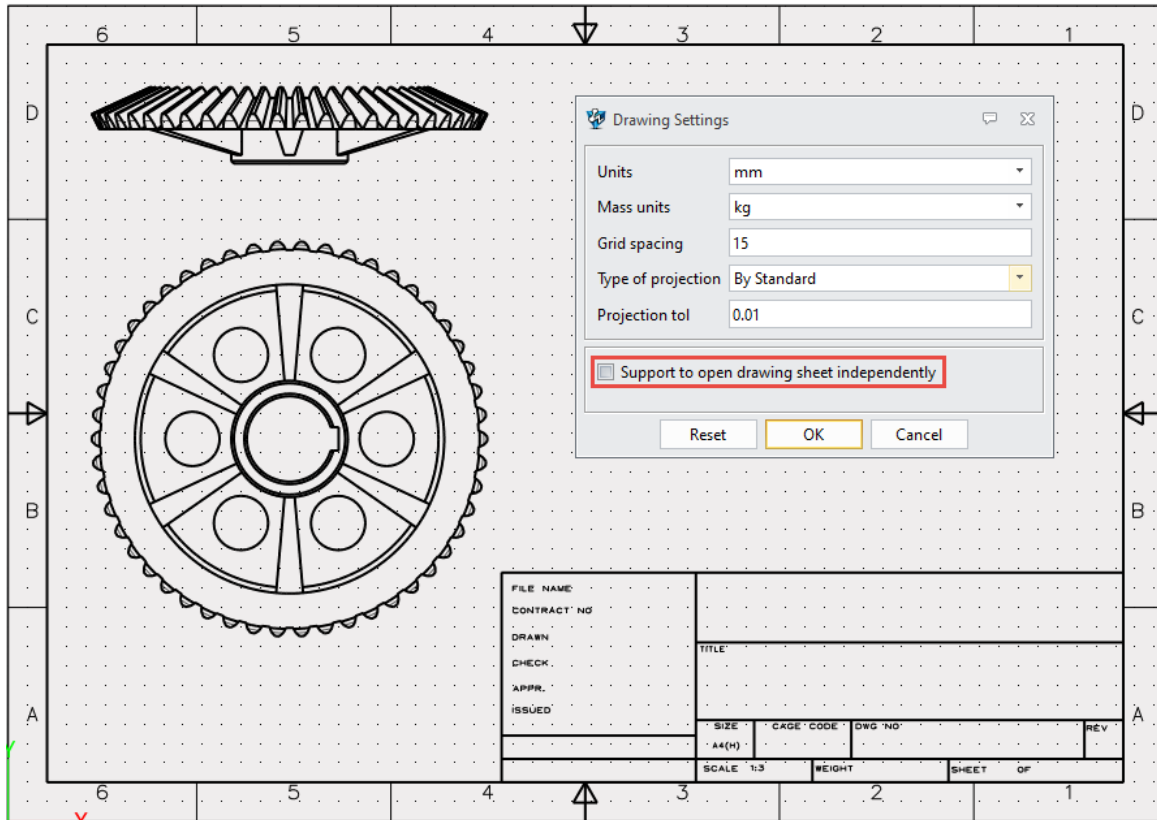 6 5 4 3 2 1
D D
Drawing Settings
Units mm
Mass units kg
Grid spacing 15
Type of projection By Standard
C C
Projection tol 0.01
Support to open drawing sheet independently
Reset OK Cancel
B B
FILE NAME
CONTRACT NO
DRAWN
TITLE
CHECK
APPR.
ISSUED
A A
SIZE CAGE CODE DWG NO REV
A4(H)
SCALE 1:3 WEIGHT SHEET OF
Y
6 5 4 3 2 1
X